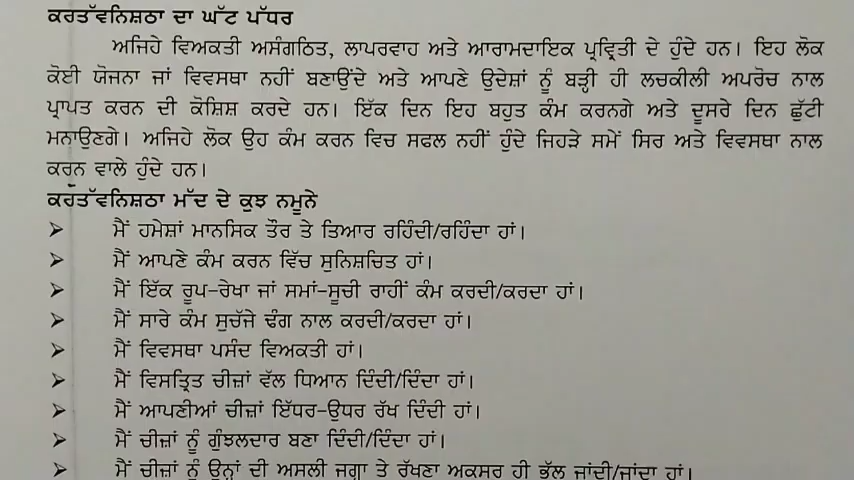 ਕਰਤੱਵਨਿਸ਼ਠਾ ਦਾ ਘੱਟ ਪੱਧਰ
ਅਜਿਹੇ ਵਿਅਕਤੀ ਅਸੰਗਠਿਤ, ਲਾਪਰਵਾਹ ਅਤੇ ਆਰਾਮਦਾਇਕ ਪ੍ਰਵ੍ਰਿਤੀ ਦੇ ਹੁੰਦੇ ਹਨ। ਇਹ ਲੋਕ
ਕੋਈ ਯੋਜਨਾ ਜਾਂ ਵਿਵਸਥਾ ਨਹੀਂ ਬਣਾਉਂਦੇ ਅਤੇ ਆਪਣੇ ਉਦੇਸ਼ਾਂ ਨੂੰ ਬੜ੍ਹੀ ਹੀ ਲਚਕੀਲੀ ਅਪਰੋਚ ਨਾਲ
ਪ੍ਰਾਪਤ ਕਰਨ ਦੀ ਕੋਸ਼ਿਸ਼ ਕਰਦੇ ਹਨ। ਇੱਕ ਦਿਨ ਇਹ ਬਹੁਤ ਕੰਮ ਕਰਨਗੇ ਅਤੇ ਦੂਸਰੇ ਦਿਨ ਛੁੱਟੀ
ਮਨਾਉਣਗੇ। ਅਜਿਹੇ ਲੋਕ ਉਹ ਕੰਮ ਕਰਨ ਵਿਚ ਸਫਲ ਨਹੀਂ ਹੁੰਦੇ ਜਿਹੜੇ ਸਮੇਂ ਸਿਰ ਅਤੇ ਵਿਵਸਥਾ ਨਾਲ
ਕਰਨ ਵਾਲੇ ਹੁੰਦੇ ਹਨ।
ਕਰਤੱਵਨਿਸ਼ਠਾ ਮੱਦ ਦੇ ਕੁਝ ਨਮੂਨੇ
➢ ਮੈਂ ਹਮੇਸ਼ਾਂ ਮਾਨਸਿਕ ਤੌਰ ਤੇ ਤਿਆਰ ਰਹਿੰਦੀ/ਰਹਿੰਦਾ ਹਾਂ।
➢ ਮੈਂ ਆਪਣੇ ਕੰਮ ਕਰਨ ਵਿੱਚ ਸੁਨਿਸ਼ਚਿਤ ਹਾਂ।
➢ ਮੈਂ ਇੱਕ ਰੂਪ-ਰੇਖਾ ਜਾਂ ਸਮਾਂ-ਸੂਚੀ ਰਾਹੀਂ ਕੰਮ ਕਰਦੀ/ਕਰਦਾ ਹਾਂ।
➢ ਮੈਂ ਸਾਰੇ ਕੰਮ ਸੁਚੱਜੇ ਢੰਗ ਨਾਲ ਕਰਦੀ/ਕਰਦਾ ਹਾਂ।
➢ ਮੈਂ ਵਿਵਸਥਾ ਪਸੰਦ ਵਿਅਕਤੀ ਹਾਂ।
➢ ਮੈਂ ਵਿਸਤ੍ਰਿਤ ਚੀਜ਼ਾਂ ਵੱਲ ਧਿਆਨ ਦਿੰਦੀ/ਦਿੰਦਾ ਹਾਂ।
➢ ਮੈਂ ਆਪਣੀਆਂ ਚੀਜ਼ਾਂ ਇੱਧਰ-ਉਧਰ ਰੱਖ ਦਿੰਦੀ ਹਾਂ।
➢ ਮੈਂ ਚੀਜ਼ਾਂ ਨੂੰ ਗੁੰਝਲਦਾਰ ਬਣਾ ਦਿੰਦੀ/ਦਿੰਦਾ ਹਾਂ।
➢ ਮੈਂ ਚੀਜ਼ਾਂ ਨੂੰ ਉਨ੍ਹਾਂ ਦੀ ਅਸਲੀ ਜਗ੍ਹਾ ਤੇ ਰੱਖਣਾ ਅਕਸਰ ਹੀ ਭੁੱਲ ਜਾਂਦੀ/ਜਾਂਦਾ ਹਾਂ।